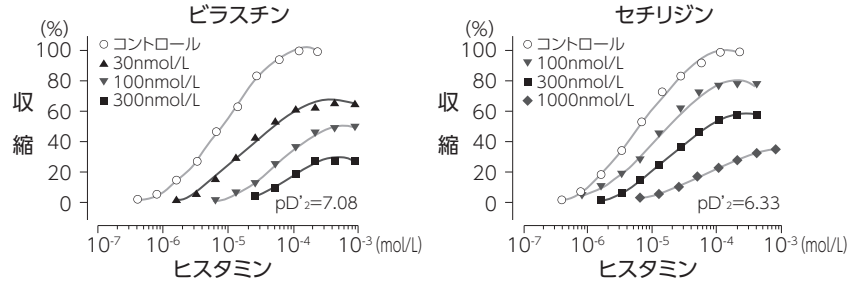 ビラスチン
(%)
100
80
60
40
20
0
収縮
コントロール
30nmol/L
100nmol/L
300nmol/L
pD'₂=7.08
10⁻⁷ 10⁻⁶ 10⁻⁵ 10⁻⁴ 10⁻³ (mol/L)
ヒスタミン
セチリジン
(%)
100
80
60
40
20
0
収縮
コントロール
100nmol/L
300nmol/L
1000nmol/L
pD'₂=6.33
10⁻⁷ 10⁻⁶ 10⁻⁵ 10⁻⁴ 10⁻³ (mol/L)
ヒスタミン